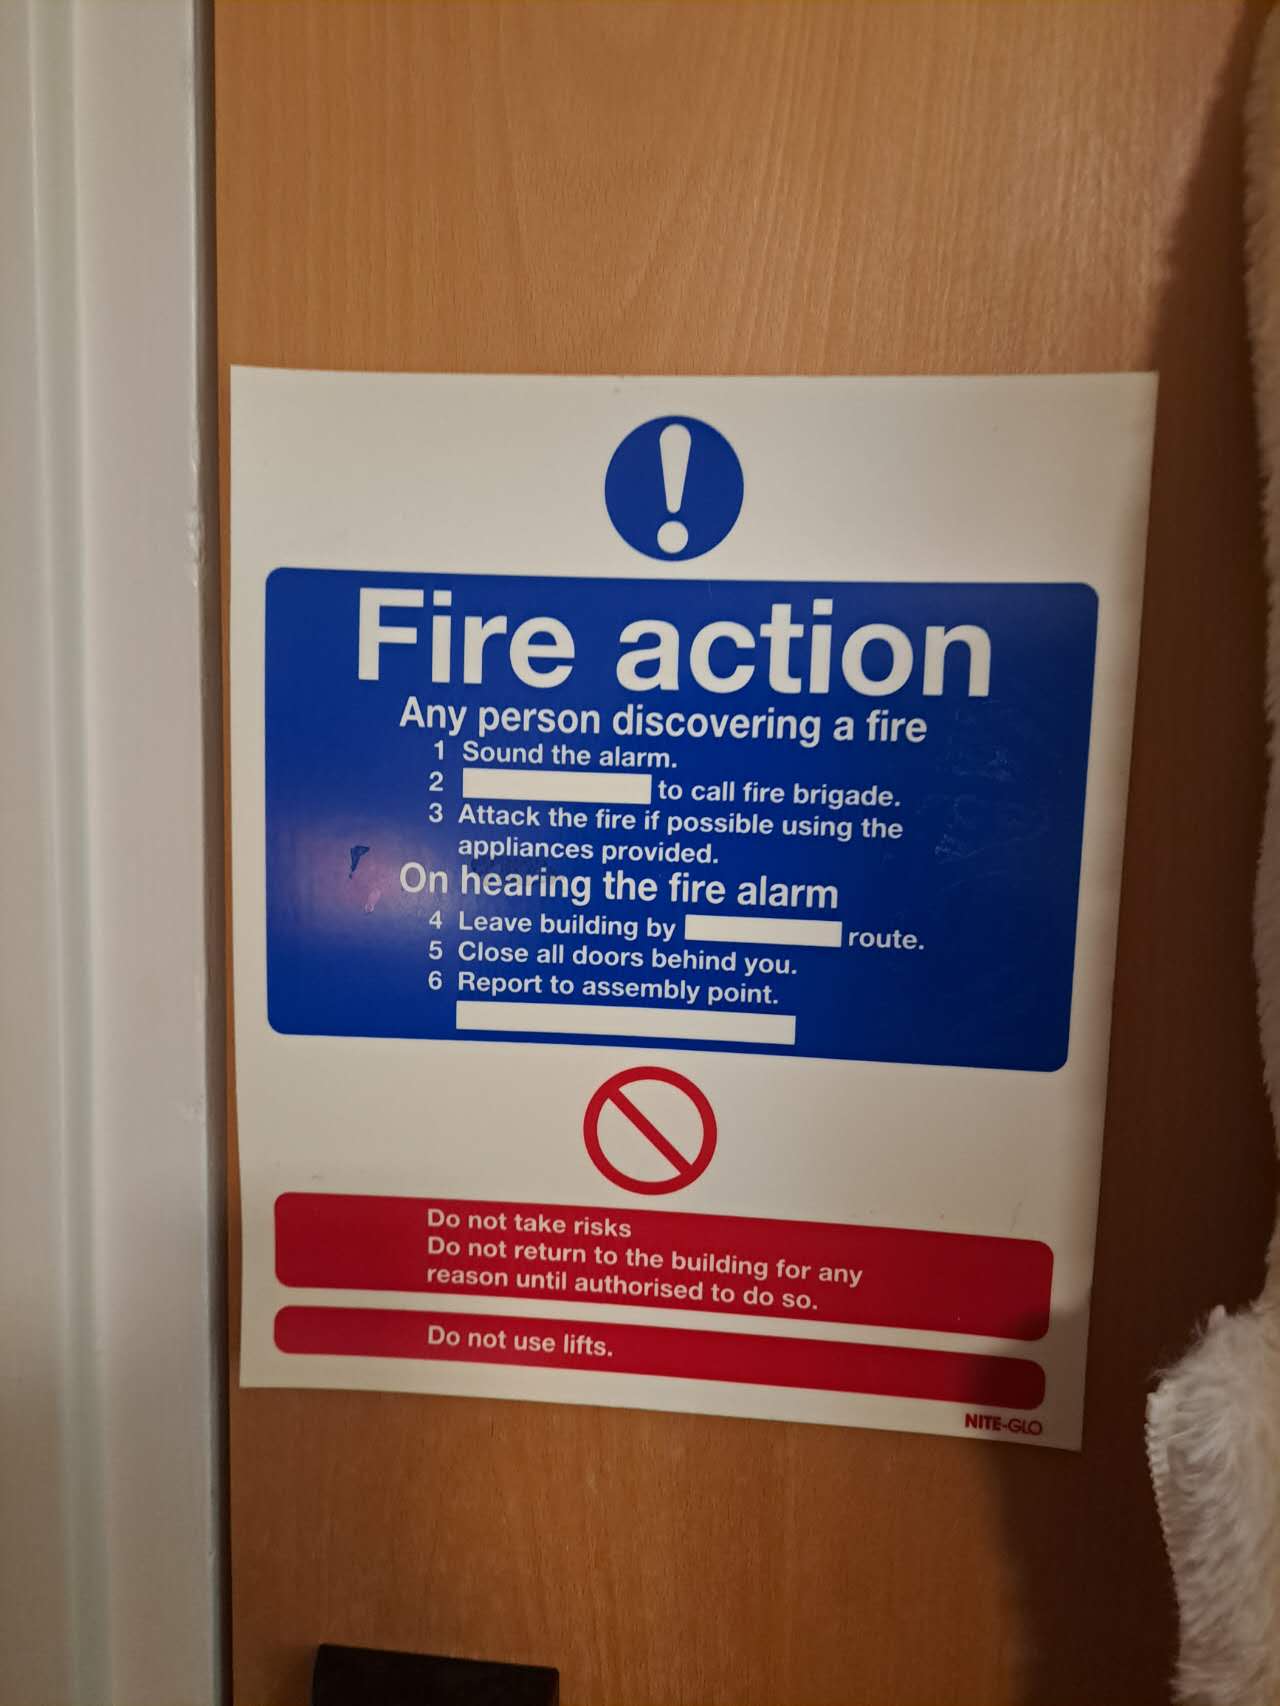 Fire action
Any person discovering a fire
1 Sound the alarm.
2 to call fire brigade.
3 Attack the fire if possible using the
appliances provided.
On hearing the fire alarm
4 Leave building by route.
5 Close all doors behind you.
6 Report to assembly point.
Do not take risks
Do not return to the building for any
reason until authorised to do so.
Do not use lifts.
NITE-GLO